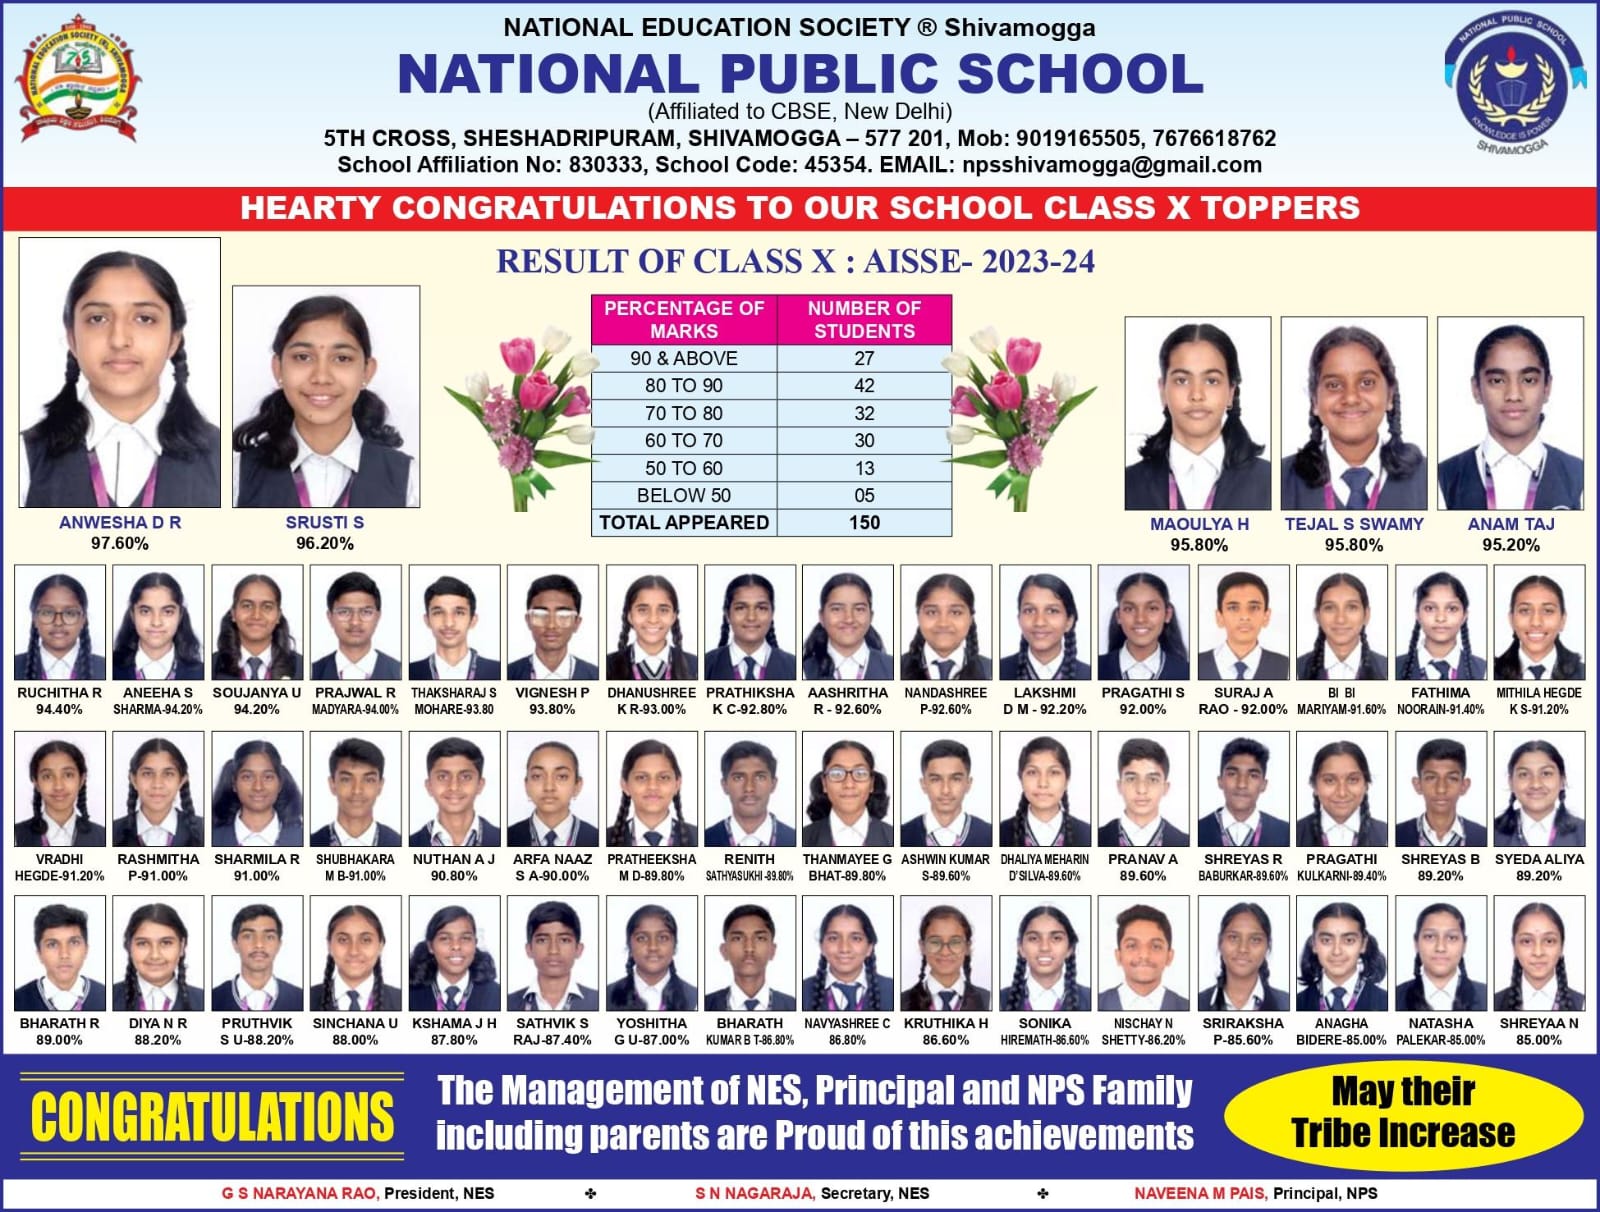 NATIONAL EDUCATION SOCIETY ® Shivamogga
NATIONAL PUBLIC SCHOOL
(Affiliated to CBSE, New Delhi)
5TH CROSS, SHESHADRIPURAM, SHIVAMOGGA – 577 201, Mob: 9019165505, 7676618762
School Affiliation No: 830333, School Code: 45354. EMAIL: npsshivamogga@gmail.com
NATIONAL EDUCATION SOCIETY (R), SHIVAMOGGA
75
NATIONAL PUBLIC SCHOOL
KNOWLEDGE IS POWER
SHIVAMOGGA
HEARTY CONGRATULATIONS TO OUR SCHOOL CLASS X TOPPERS
RESULT OF CLASS X : AISSE- 2023-24
PERCENTAGE OF MARKS NUMBER OF STUDENTS
90 & ABOVE 27
80 TO 90 42
70 TO 80 32
60 TO 70 30
50 TO 60 13
BELOW 50 05
TOTAL APPEARED 150
ANWESHA D R
97.60%
SRUSTI S
96.20%
MAOULYA H
95.80%
TEJAL S SWAMY
95.80%
ANAM TAJ
95.20%
RUCHITHA R
94.40%
ANEEHA S
SHARMA-94.20%
SOUJANYA U
94.20%
PRAJWAL R
MADYARA-94.00%
THAKSHARAJ S
MOHARE-93.80
VIGNESH P
93.80%
DHANUSHREE
K R-93.00%
PRATHIKSHA
K C-92.80%
AASHRITHA
R - 92.60%
NANDASHREE
P-92.60%
LAKSHMI
D M - 92.20%
PRAGATHI S
92.00%
SURAJ A
RAO - 92.00%
BI BI
MARIYAM-91.60%
FATHIMA
NOORAIN-91.40%
MITHILA HEGDE
K S-91.20%
VRADHI
HEGDE-91.20%
RASHMITHA
P-91.00%
SHARMILA R
91.00%
SHUBHAKARA
M B-91.00%
NUTHAN A J
90.80%
ARFA NAAZ
S A-90.00%
PRATHEEKSHA
M D-89.80%
RENITH
SATHYASUKHI-89.80%
THANMAYEE G
BHAT-89.80%
ASHWIN KUMAR
S-89.60%
DHALIYA MEHARIN
D'SILVA-89.60%
PRANAV A
89.60%
SHREYAS R
BABURKAR-89.60%
PRAGATHI
KULKARNI-89.40%
SHREYAS B
89.20%
SYEDA ALIYA
89.20%
BHARATH R
89.00%
DIYA N R
88.20%
PRUTHVIK
S U-88.20%
SINCHANA U
88.00%
KSHAMA J H
87.80%
SATHVIK S
RAJ-87.40%
YOSHITHA
G U-87.00%
BHARATH
KUMAR B T-86.80%
NAVYASHREE C
86.80%
KRUTHIKA H
86.60%
SONIKA
HIREMATH-86.60%
NISCHAY N
SHETTY-86.20%
SRIRAKSHA
P-85.60%
ANAGHA
BIDERE-85.00%
NATASHA
PALEKAR-85.00%
SHREYAA N
85.00%
CONGRATULATIONS
The Management of NES, Principal and NPS Family
including parents are Proud of this achievements
May their
Tribe Increase
G S NARAYANA RAO, President, NES
S N NAGARAJA, Secretary, NES
NAVEENA M PAIS, Principal, NPS